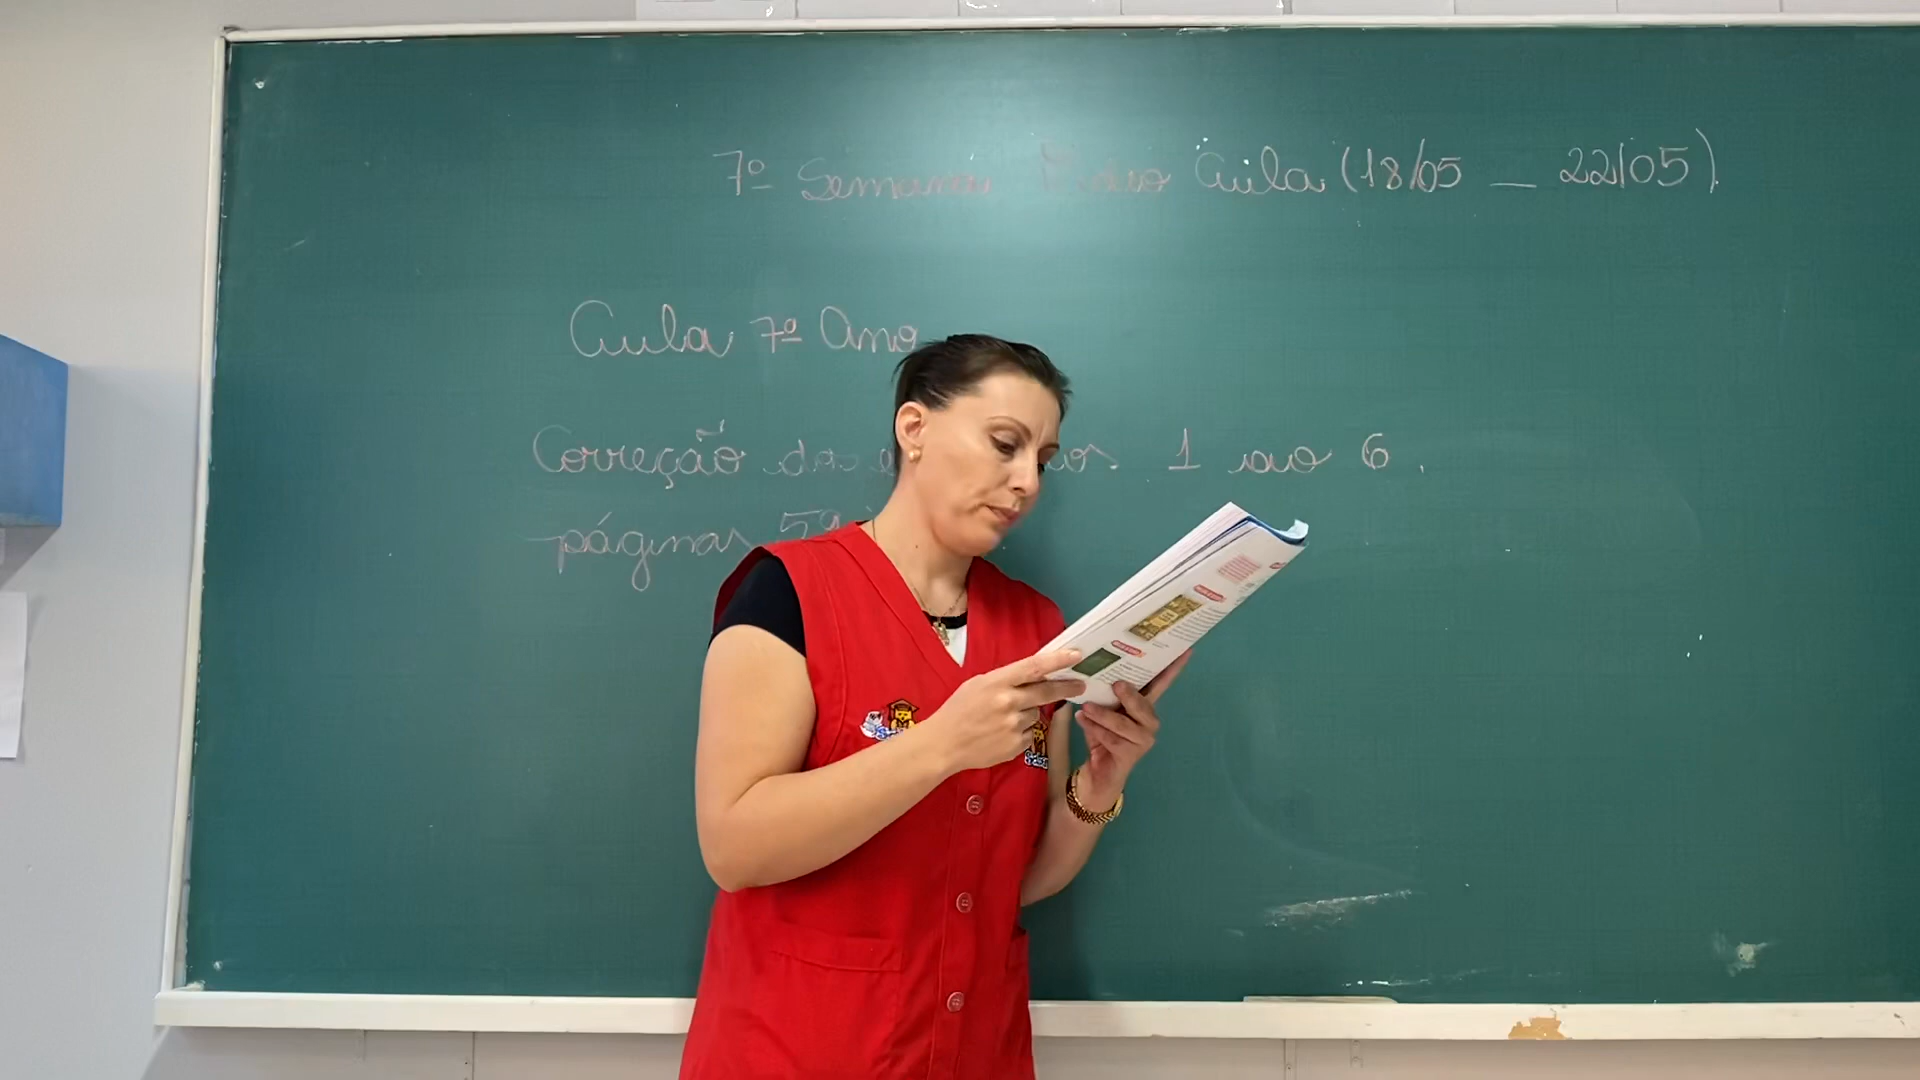 7º Semana Vídeo Aula (18/05 — 22/05).
Aula 7º Ano
Correção dos 1 ao 6.
páginas